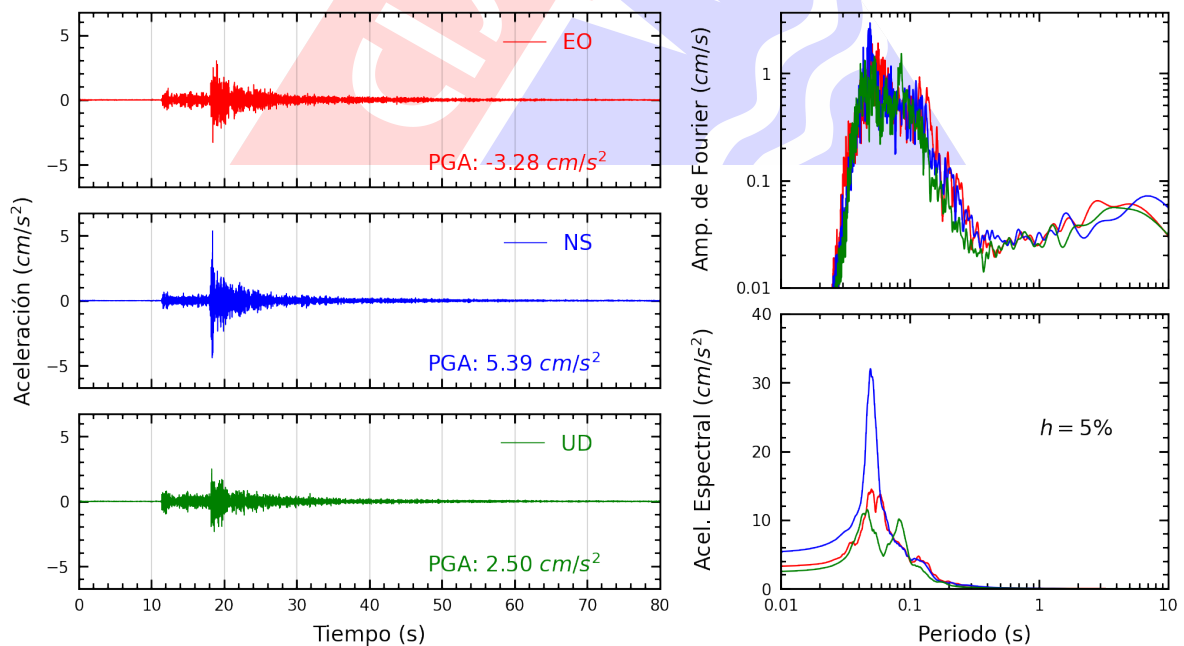 Aceleración (cm/s²)
5
0
−5
EO
PGA: -3.28 cm/s²
5
0
−5
NS
PGA: 5.39 cm/s²
5
0
−5
UD
PGA: 2.50 cm/s²
0 10 20 30 40 50 60 70 80
Tiempo (s)
Amp. de Fourier (cm/s)
1
0.1
0.01
Acel. Espectral (cm/s²)
40
30
20
10
0
h = 5%
0.01 0.1 1 10
Periodo (s)